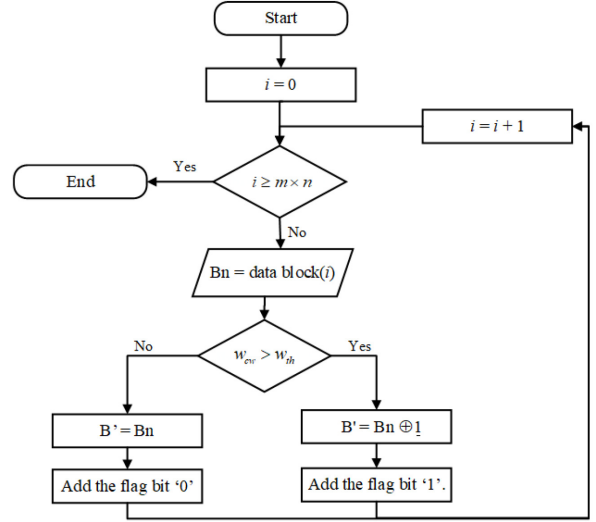 Start
i = 0
i = i + 1
Yes
End
i ≥ m × n
No
Bn = data block(i)
No
Yes
w_cw > w_th
B’ = Bn
B' = Bn ⊕1
Add the flag bit ‘0’
Add the flag bit ‘1’.